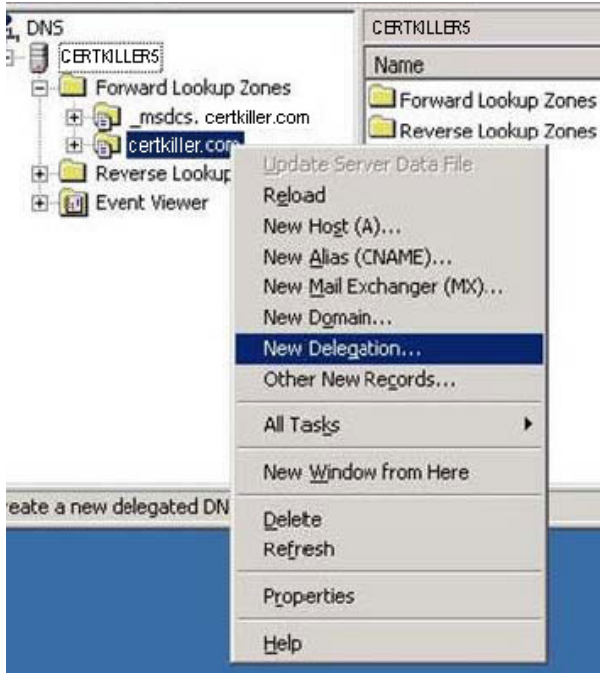 DNS
CERTKILLER5
Forward Lookup Zones
_msdcs. certkiller.com
certkiller.com
Reverse Lookup
Event Viewer
CERTKILLER5
Name
Forward Lookup Zones
Reverse Lookup Zones
Update Server Data File
Reload
New Host (A)...
New Alias (CNAME)...
New Mail Exchanger (MX)...
New Domain...
New Delegation...
Other New Records...
All Tasks
New Window from Here
Delete
Refresh
Properties
Help
reate a new delegated DN